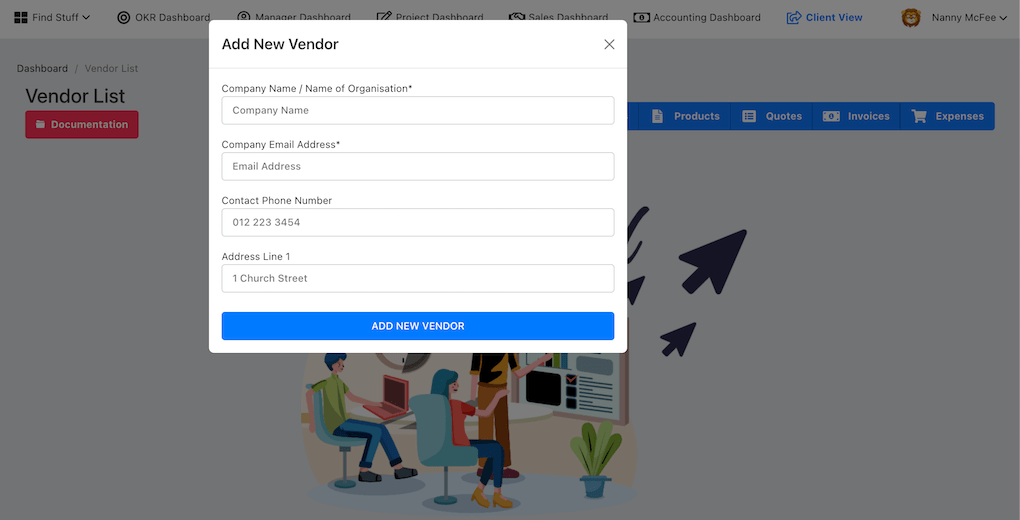 Find Stuff
OKR Dashboard
Manager Dashboard
Project Dashboard
Sales Dashboard
Accounting Dashboard
Client View
Nanny McFee
Add New Vendor
Dashboard / Vendor List
Vendor List
Documentation
Products
Quotes
Invoices
Expenses
Company Name / Name of Organisation*
Company Name
Company Email Address*
Email Address
Contact Phone Number
012 223 3454
Address Line 1
1 Church Street
ADD NEW VENDOR